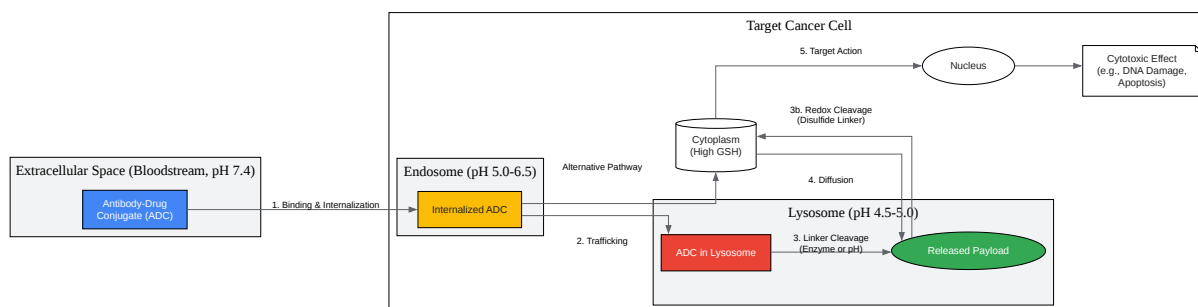 Target Cancer Cell
5. Target Action
Nucleus
Cytotoxic Effect
(e.g., DNA Damage,
Apoptosis)
3b. Redox Cleavage
(Disulfide Linker)
Cytoplasm
(High GSH)
Extracellular Space (Bloodstream, pH 7.4)
Antibody-Drug
Conjugate (ADC)
1. Binding & Internalization
Endosome (pH 5.0-6.5)
Internalized ADC
Alternative Pathway
4. Diffusion
2. Trafficking
Lysosome (pH 4.5-5.0)
ADC in Lysosome
3. Linker Cleavage
(Enzyme or pH)
Released Payload